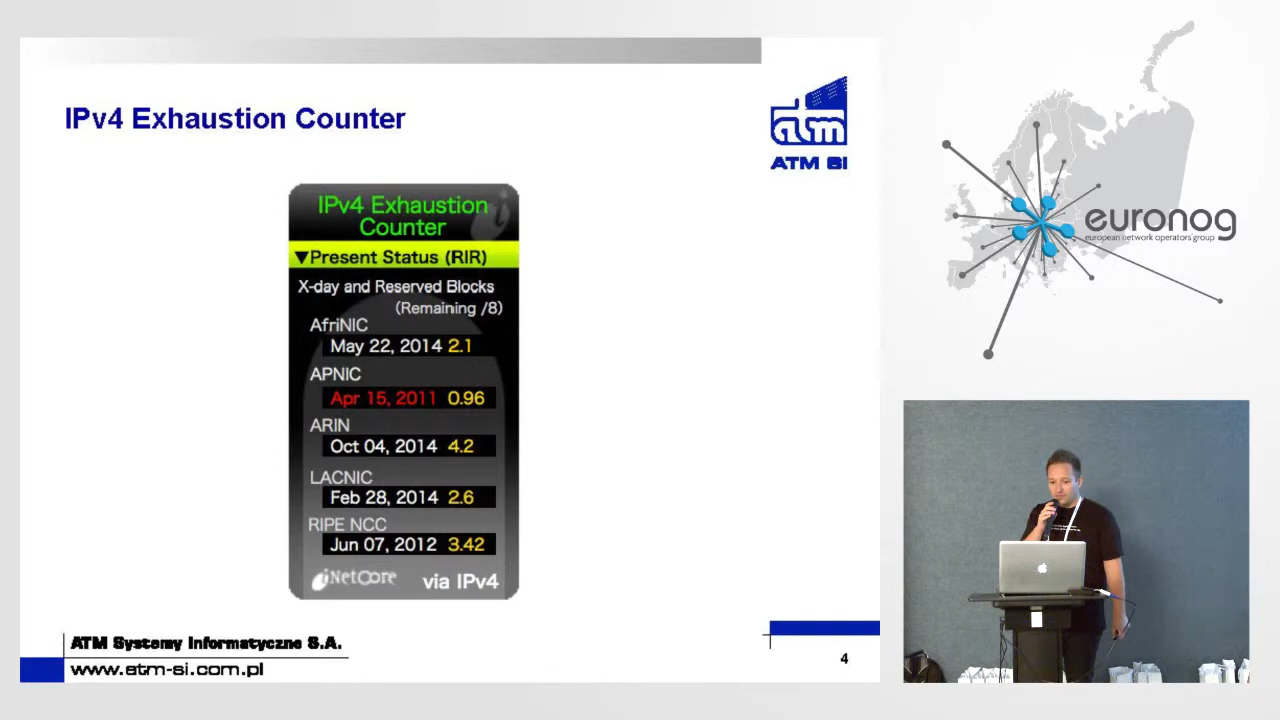 IPv4 Exhaustion Counter
atm
ATM SI
IPv4 Exhaustion
Counter
▼Present Status (RIR)
X-day and Reserved Blocks
(Remaining /8)
AfriNIC
May 22, 2014 2.1
APNIC
Apr 15, 2011 0.96
ARIN
Oct 04, 2014 4.2
LACNIC
Feb 28, 2014 2.6
RIPE NCC
Jun 07, 2012 3.42
iNetCore via IPv4
ATM Systemy Informatyczne S.A.
www.atm-si.com.pl
4
euronog
european network operators' group